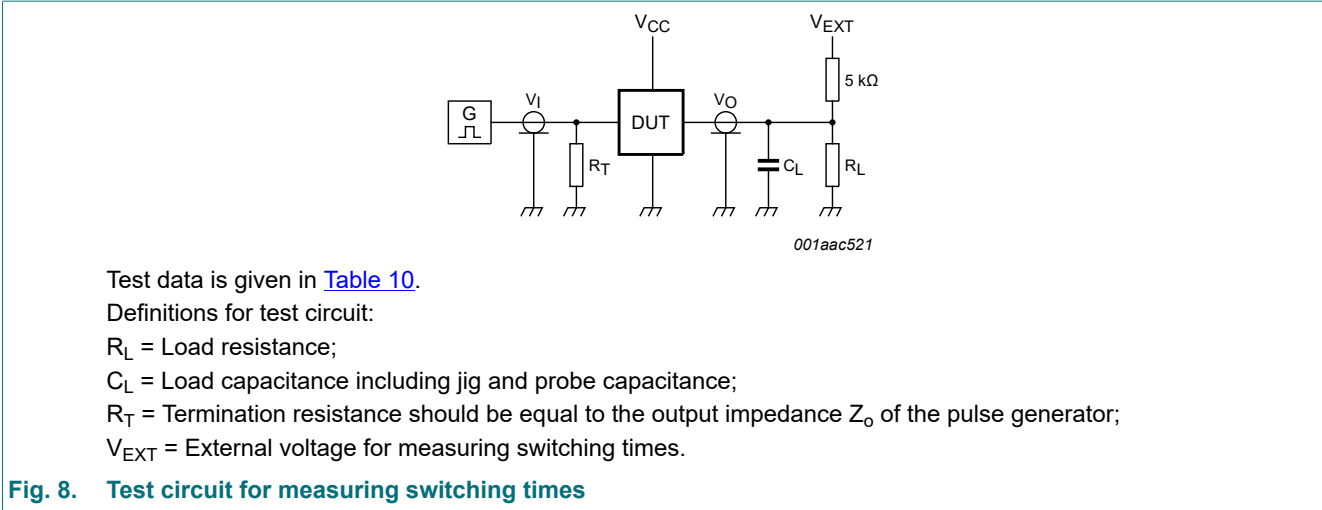 VCC
VEXT
5 kΩ
G
VI
DUT
VO
RT
CL
RL
001aac521
Test data is given in Table 10.
Definitions for test circuit:
RL = Load resistance;
CL = Load capacitance including jig and probe capacitance;
RT = Termination resistance should be equal to the output impedance Zo of the pulse generator;
VEXT = External voltage for measuring switching times.
Fig. 8. Test circuit for measuring switching times